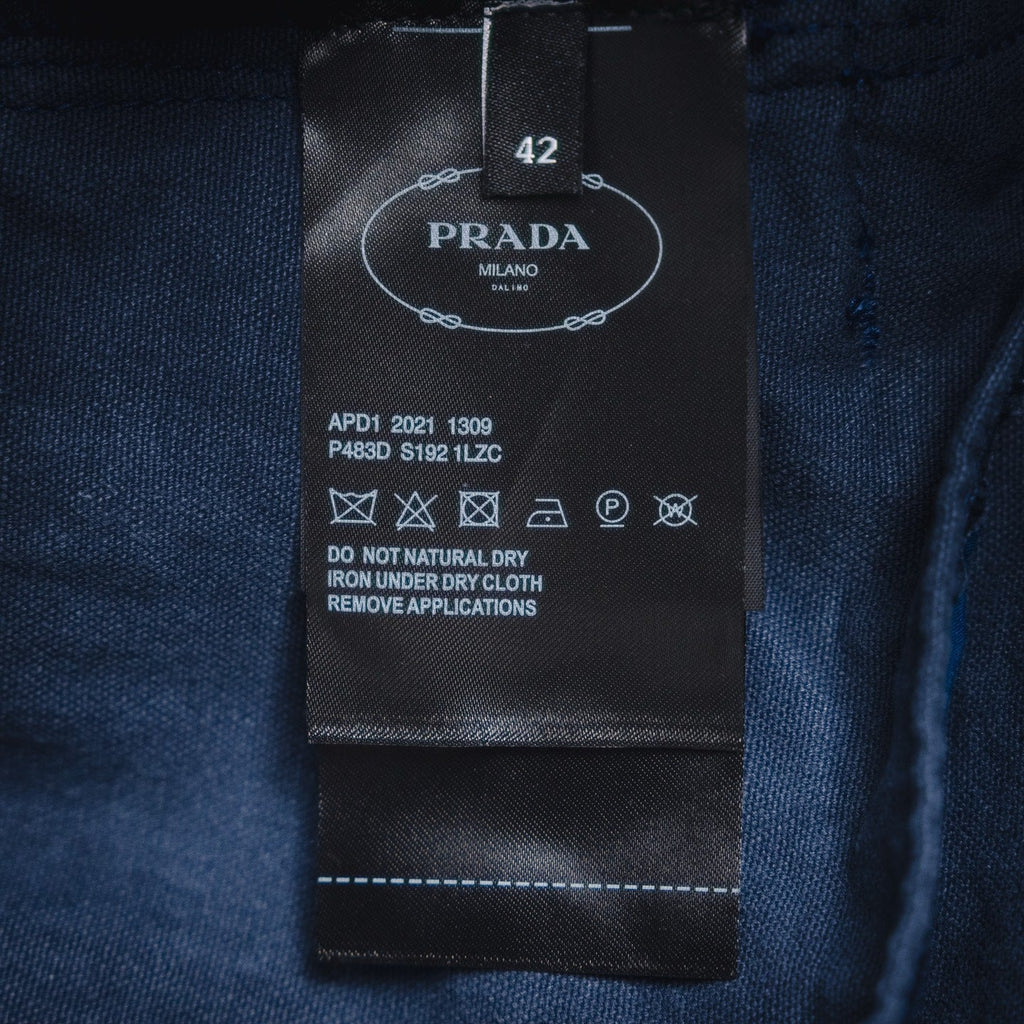 42
PRADA
MILANO
DAL 1913
APD1 2021 1309
P483D S192 1LZC
P
W
DO NOT NATURAL DRY
IRON UNDER DRY CLOTH
REMOVE APPLICATIONS